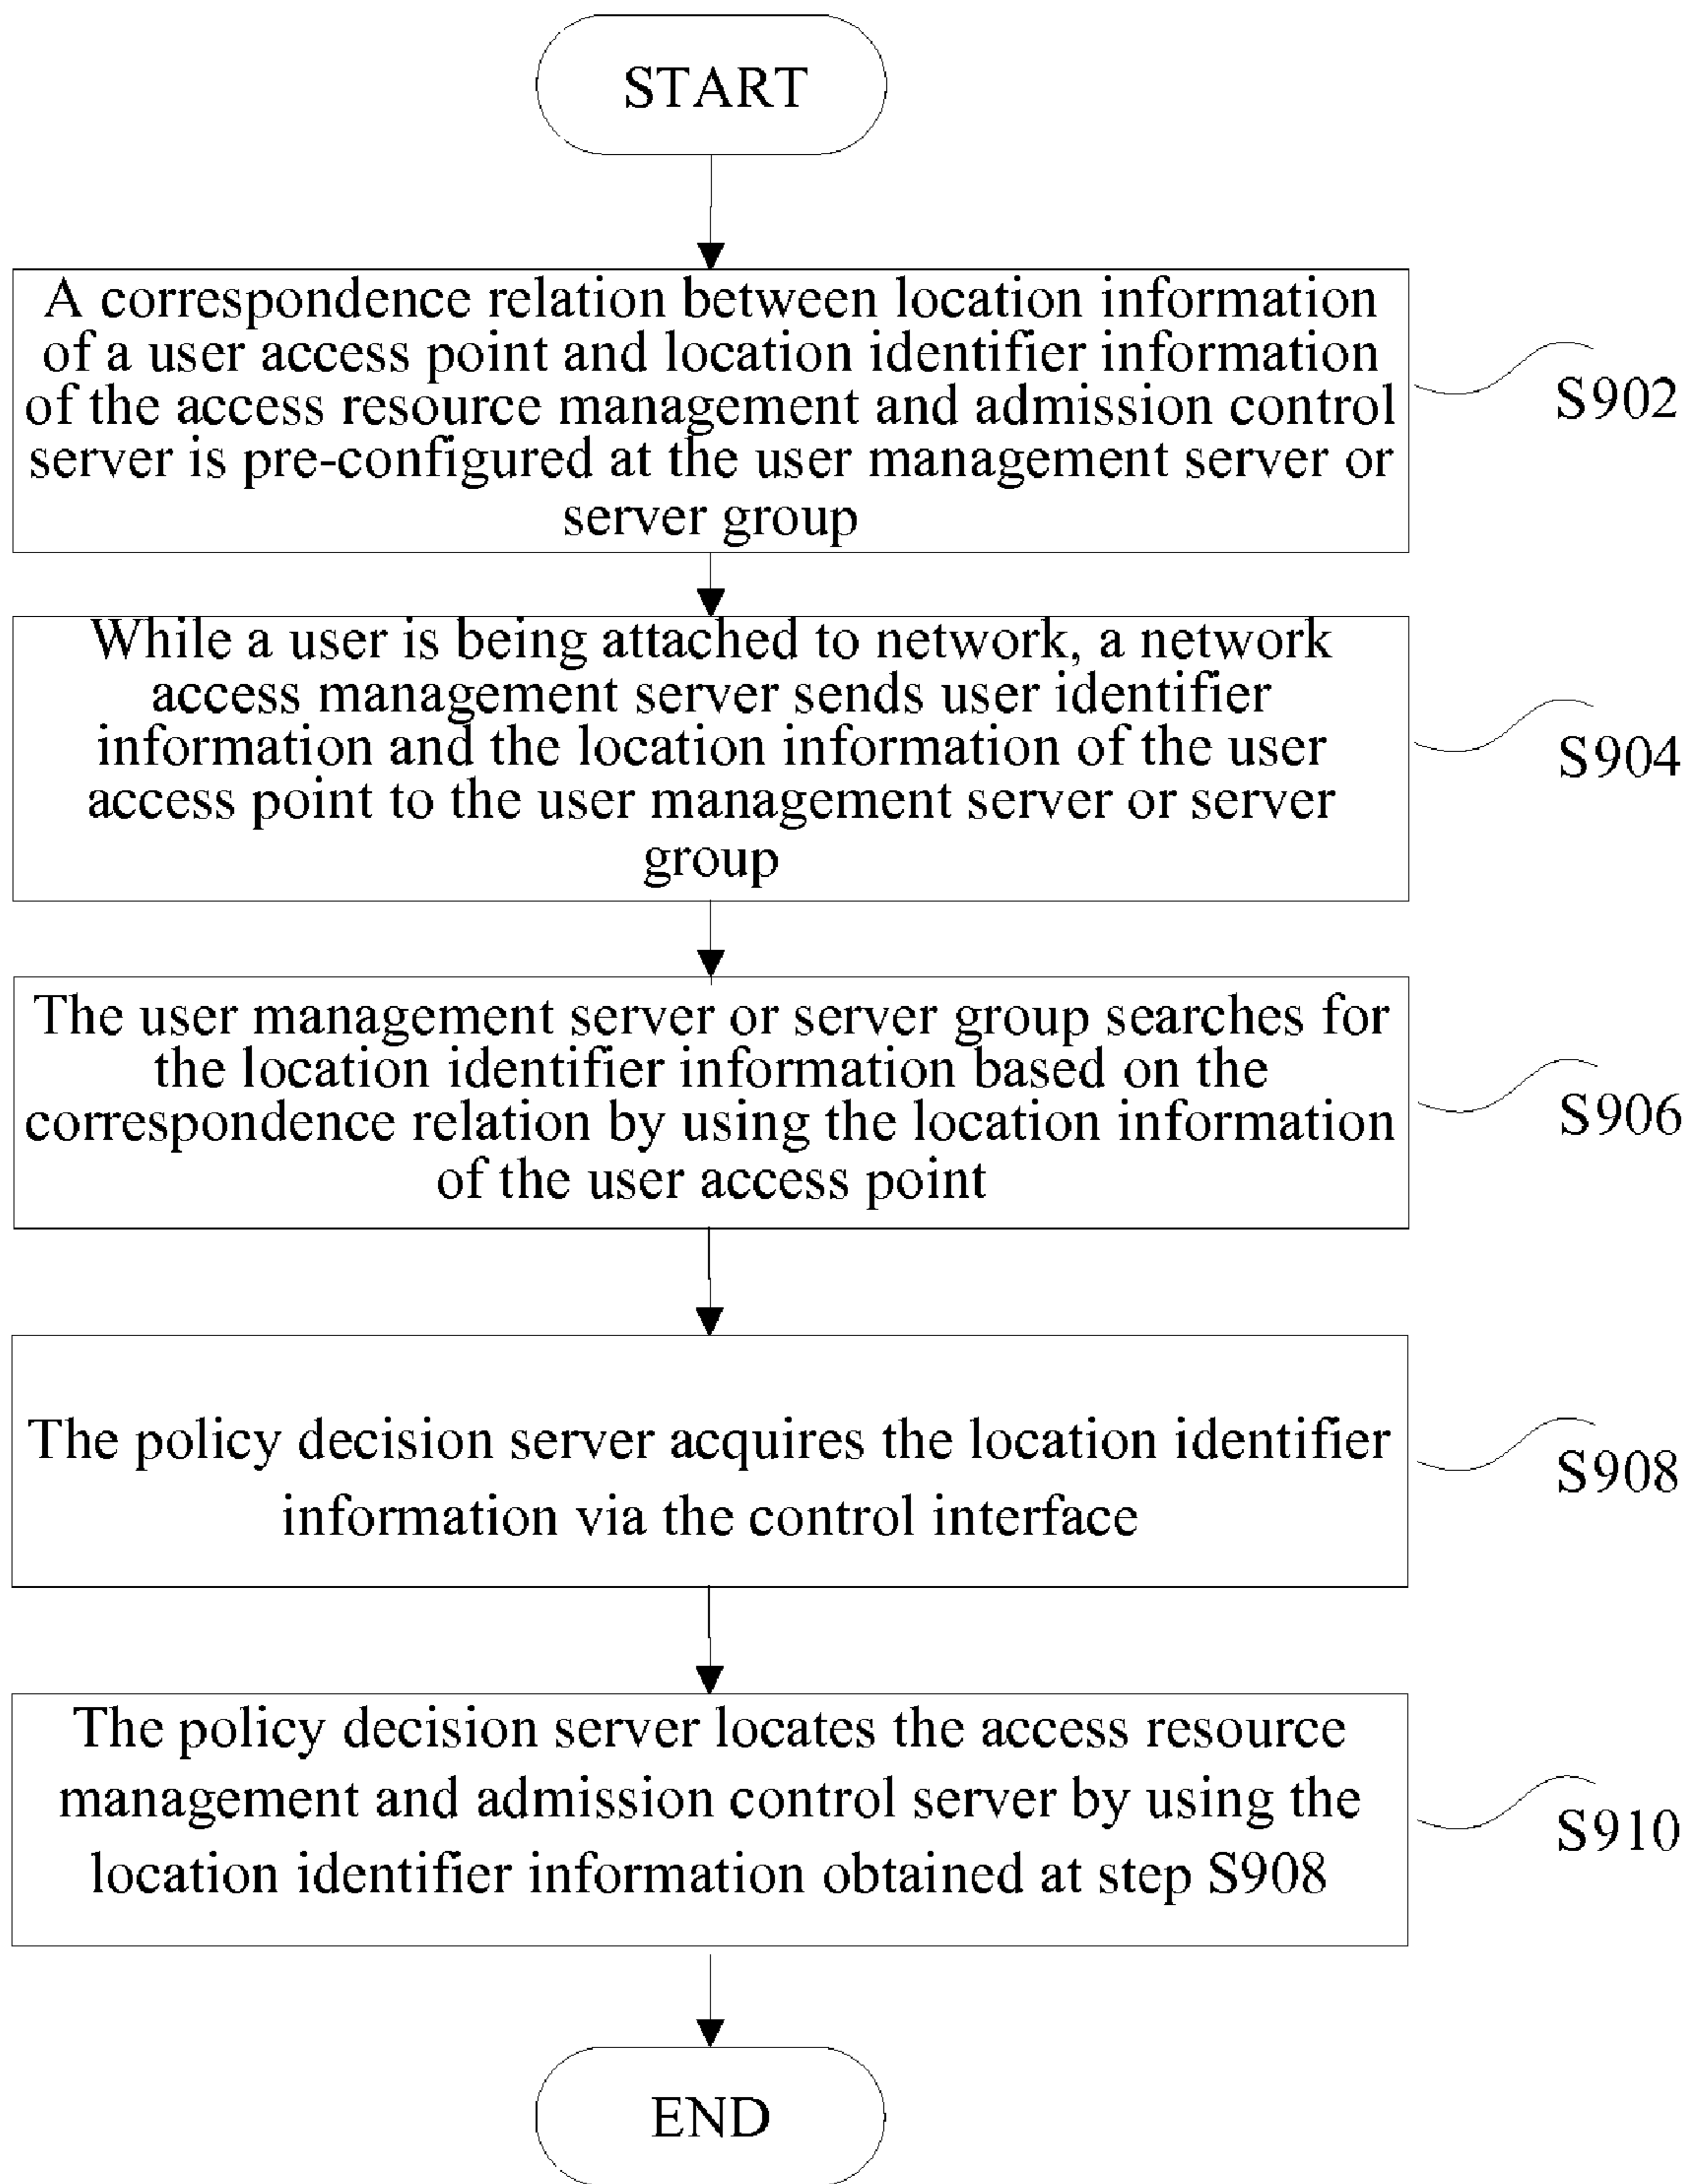 START
A correspondence relation between location information
of a user access point and location identifier information
of the access resource management and admission control
server is pre-configured at the user management server or
server group
S902
While a user is being attached to network, a network
access management server sends user identifier
information and the location information of the user
access point to the user management server or server
group
S904
The user management server or server group searches for
the location identifier information based on the
correspondence relation by using the location information
of the user access point
S906
The policy decision server acquires the location identifier
information via the control interface
S908
The policy decision server locates the access resource
management and admission control server by using the
location identifier information obtained at step S908
S910
END